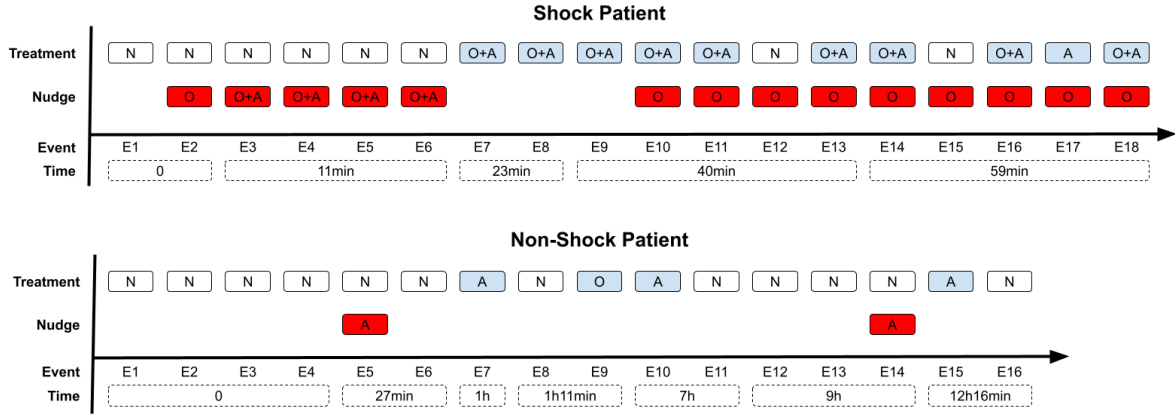 Shock Patient
Treatment N N N N N N O+A O+A O+A O+A O+A N O+A O+A N O+A A O+A
Nudge O O+A O+A O+A O+A O O O O O O O O O
Event E1 E2 E3 E4 E5 E6 E7 E8 E9 E10 E11 E12 E13 E14 E15 E16 E17 E18
Time 0 11min 23min 40min 59min
Non-Shock Patient
Treatment N N N N N N A N O A N N N N A N
Nudge A A
Event E1 E2 E3 E4 E5 E6 E7 E8 E9 E10 E11 E12 E13 E14 E15 E16
Time 0 27min 1h 1h11min 7h 9h 12h16min